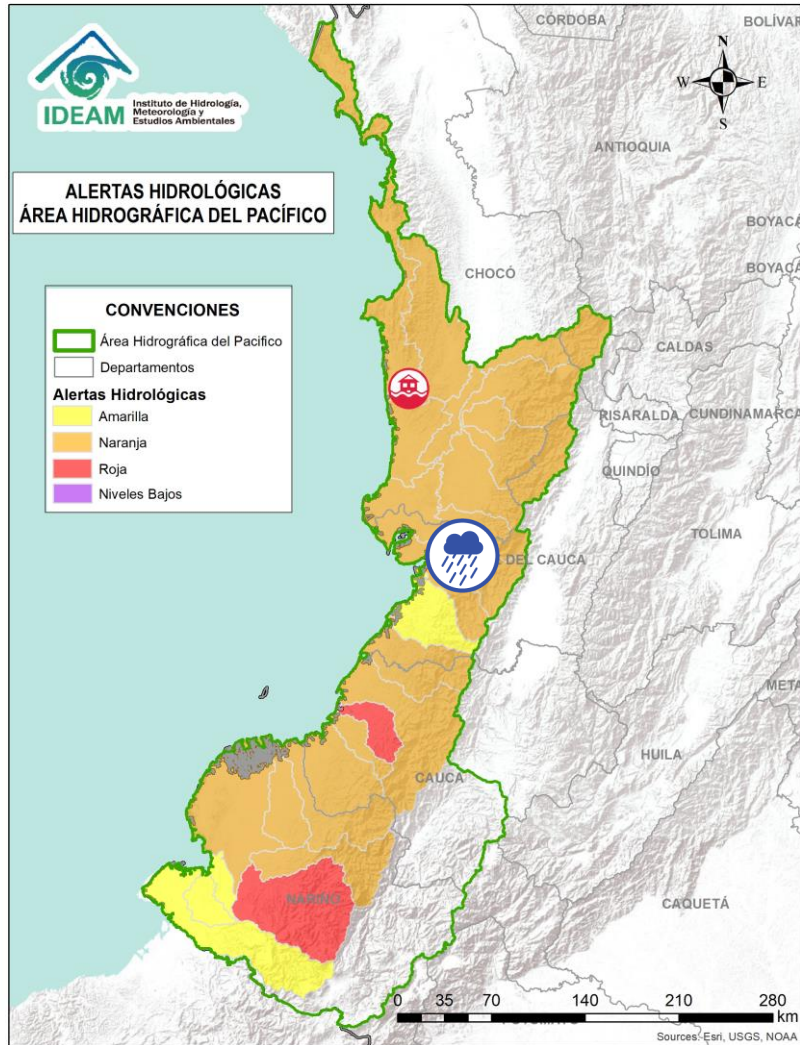 CÓRDOBA
BOLÍVAR
IDEAM
Instituto de Hidrología,
Meteorología y
Estudios Ambientales
N
W E
S
ANTIOQUIA
ALERTAS HIDROLÓGICAS
ÁREA HIDROGRÁFICA DEL PACÍFICO
BOYACÁ
BOYACÁ
CHOCÓ
CONVENCIONES
Área Hidrográfica del Pacifico
Departamentos
Alertas Hidrológicas
Amarilla
Naranja
Roja
Niveles Bajos
CALDAS
RISARALDA
CUNDINAMARCA
QUINDÍO
TOLIMA
DEL CAUCA
META
HUILA
CAUCA
NARIÑO
CAQUETÁ
0 35 70 140 210 280
km
Sources: Esri, USGS, NOAA